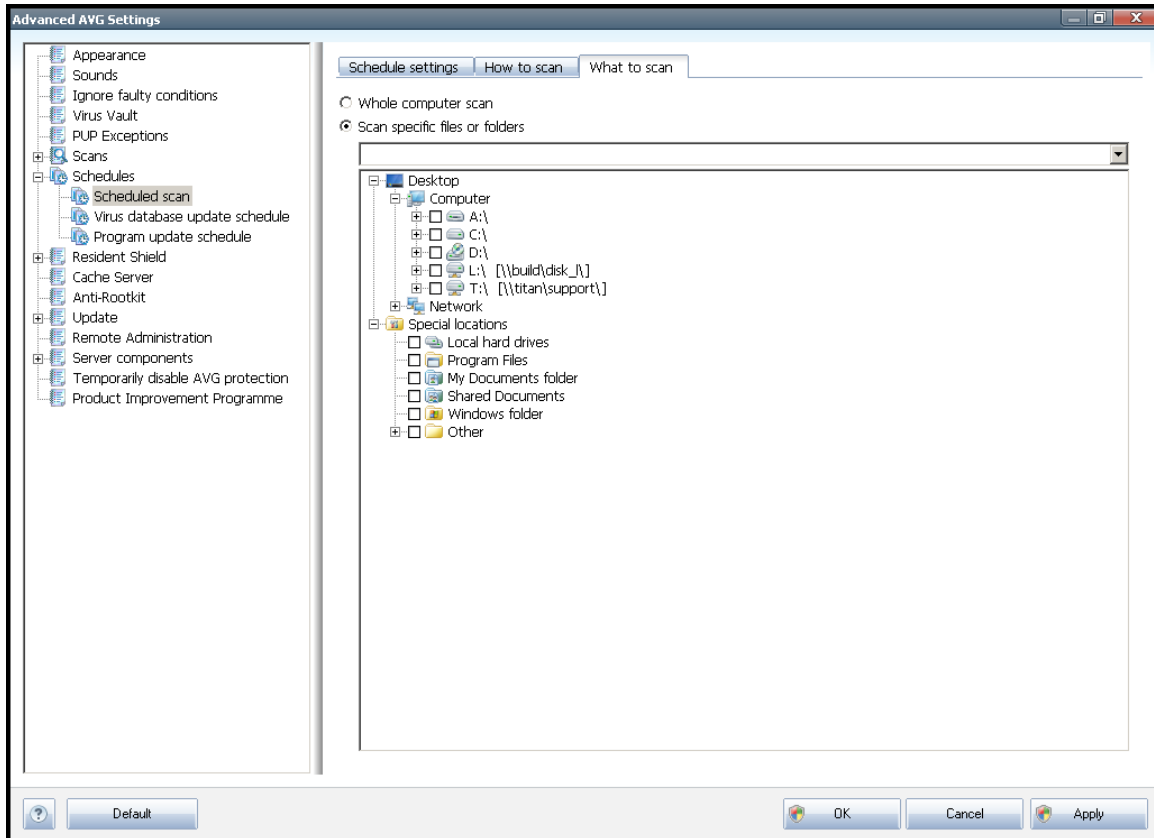 Advanced AVG Settings
Appearance
Sounds
Ignore faulty conditions
Virus Vault
PUP Exceptions
Scans
Schedules
Scheduled scan
Virus database update schedule
Program update schedule
Resident Shield
Cache Server
Anti-Rootkit
Update
Remote Administration
Server components
Temporarily disable AVG protection
Product Improvement Programme
Schedule settings
How to scan
What to scan
Whole computer scan
Scan specific files or folders
Desktop
Computer
A:\
C:\
D:\
L:\ [\\build\disk_l\]
T:\ [\\titan\support\]
Network
Special locations
Local hard drives
Program Files
My Documents folder
Shared Documents
Windows folder
Other
?
Default
OK
Cancel
Apply